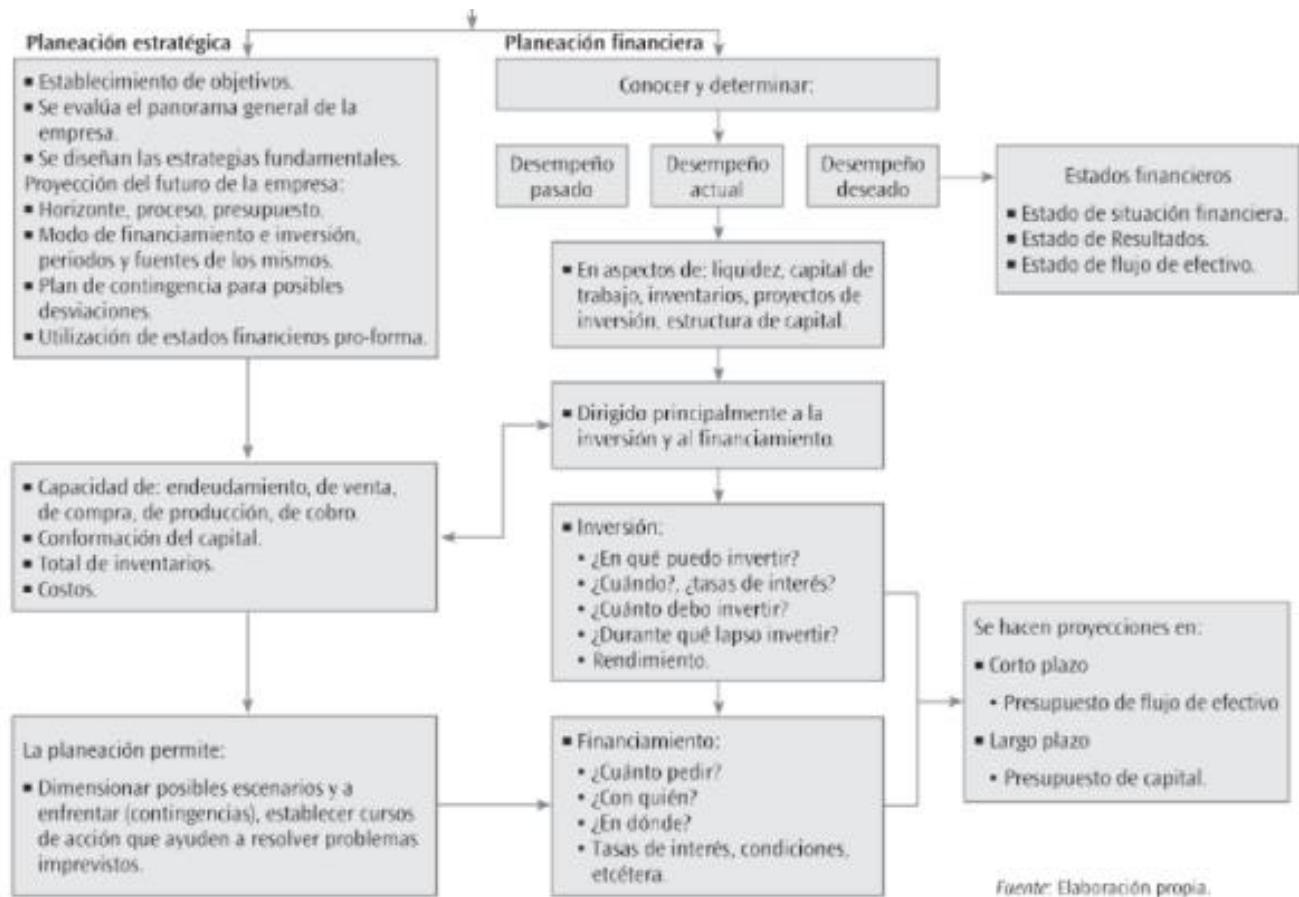 Planeación estratégica
■ Establecimiento de objetivos.
■ Se evalúa el panorama general de la
empresa.
■ Se diseñan las estrategias fundamentales.
Proyección del futuro de la empresa:
■ Horizonte, proceso, presupuesto.
■ Modo de financiamiento e inversión,
periodos y fuentes de los mismos.
■ Plan de contingencia para posibles
desviaciones.
■ Utilización de estados financieros pro-forma.
■ Capacidad de: endeudamiento, de venta,
de compra, de producción, de cobro.
■ Conformación del capital.
■ Total de inventarios.
■ Costos.
La planeación permite:
■ Dimensionar posibles escenarios y a
enfrentar (contingencias), establecer cursos
de acción que ayuden a resolver problemas
imprevistos.
Planeación financiera
Conocer y determinar:
Desempeño
pasado
Desempeño
actual
Desempeño
deseado
Estados financieros
■ Estado de situación financiera.
■ Estado de Resultados.
■ Estado de flujo de efectivo.
■ En aspectos de: liquidez, capital de
trabajo, inventarios, proyectos de
inversión, estructura de capital.
■ Dirigido principalmente a la
inversión y al financiamiento.
■ Inversión:
• ¿En qué puedo invertir?
• ¿Cuándo?, ¿tasas de interés?
• ¿Cuánto debo invertir?
• ¿Durante qué lapso invertir?
• Rendimiento.
■ Financiamiento:
• ¿Cuánto pedir?
• ¿Con quién?
• ¿En dónde?
• Tasas de interés, condiciones,
etcétera.
Se hacen proyecciones en:
■ Corto plazo
• Presupuesto de flujo de efectivo
■ Largo plazo
• Presupuesto de capital.
Fuente: Elaboración propia.